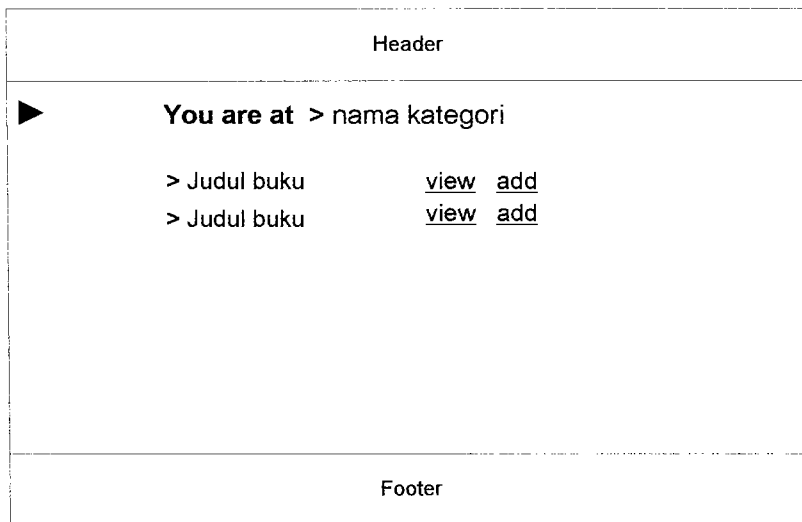 Header
You are at > nama kategori
> Judul buku view add
> Judul buku view add
Footer